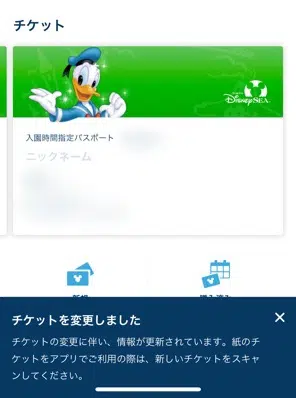 チケット
Disney SEA
入園時間指定パスポート
ニックネーム
チケットを変更しました
チケットの変更に伴い、情報が更新されています。紙のチ
ケットをアプリでご利用の際は、新しいチケットをスキャ
ンしてください。